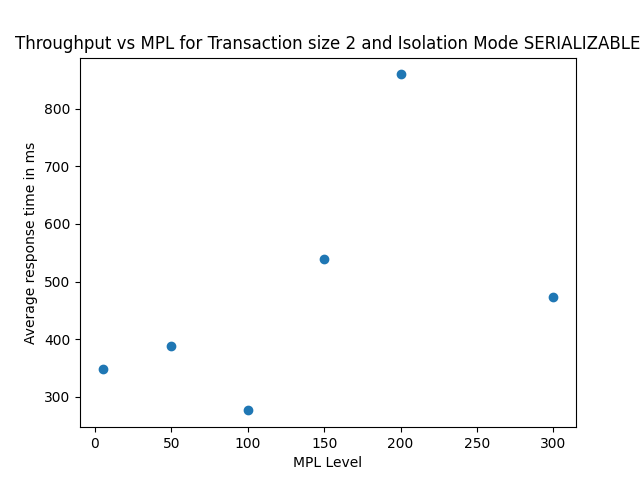 Throughput vs MPL for Transaction size 2 and Isolation Mode SERIALIZABLE
Average response time in ms
800
700
600
500
400
300
0 50 100 150 200 250 300
MPL Level